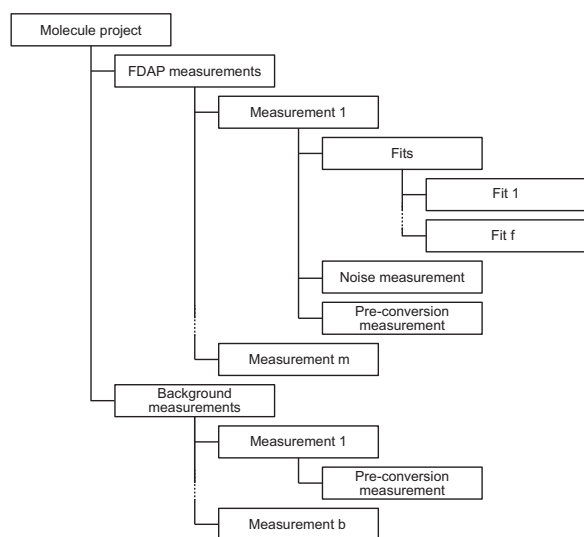 Molecule project
FDAP measurements
Measurement 1
Fits
Fit 1
Fit f
Noise measurement
Pre-conversion
measurement
Measurement m
Background
measurements
Measurement 1
Pre-conversion
measurement
Measurement b